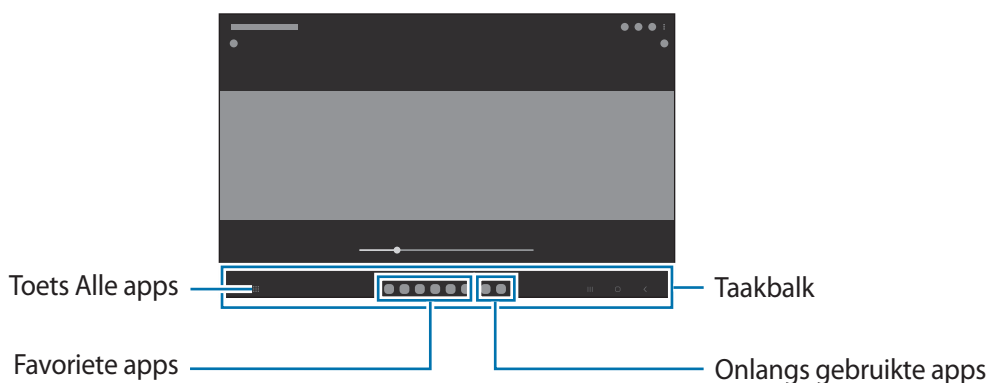 Toets Alle apps
Taakbalk
Favoriete apps
Onlangs gebruikte apps